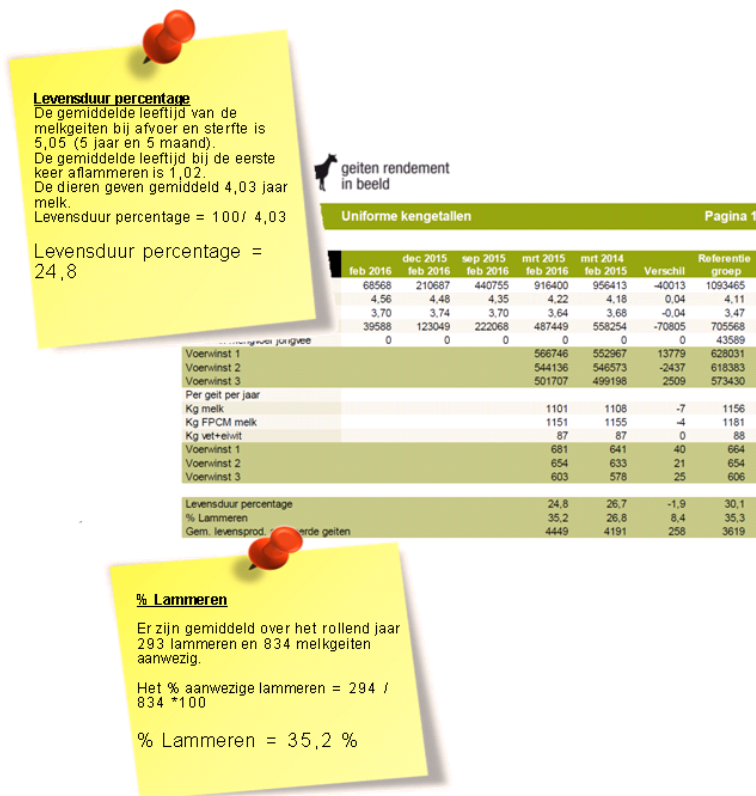 Levensduur percentage
De gemiddelde leeftijd van de
melkgeiten bij afvoer en sterfte is
5,05 (5 jaar en 5 maand).
De gemiddelde leeftijd bij de eerste
keer aflammeren is 1,02.
De dieren geven gemiddeld 4,03 jaar
melk.
Levensduur percentage = 100/ 4,03
Levensduur percentage =
24,8
geiten rendement
in beeld
Uniforme kengetallen Pagina 1
feb 2016 dec 2015 feb 2016 sep 2015 feb 2016 mrt 2015 feb 2016 mrt 2014 feb 2015 Verschil Referentie groep
68568 210687 440755 916400 956413 -40013 1093465
4,56 4,48 4,35 4,22 4,18 0,04 4,11
3,70 3,74 3,70 3,64 3,68 -0,04 3,47
39588 123049 222068 487449 558254 -70805 705568
mengvoer jongvee 0 0 0 0 0 0 43589
Voerwinst 1 566746 552967 13779 628031
Voerwinst 2 544136 546573 -2437 618383
Voerwinst 3 501707 499198 2509 573430
Per geit per jaar
Kg melk 1101 1108 -7 1156
Kg FPCM melk 1151 1155 -4 1181
Kg vet+eiwit 87 87 0 88
Voerwinst 1 681 641 40 664
Voerwinst 2 654 633 21 654
Voerwinst 3 603 578 25 606
Levensduur percentage 24,8 26,7 -1,9 30,1
% Lammeren 35,2 26,8 8,4 35,3
Gem. levensprod. erde geiten 4449 4191 258 3619
% Lammeren
Er zijn gemiddeld over het rollend jaar
293 lammeren en 834 melkgeiten
aanwezig.
Het % aanwezige lammeren = 294 /
834 *100
% Lammeren = 35,2 %